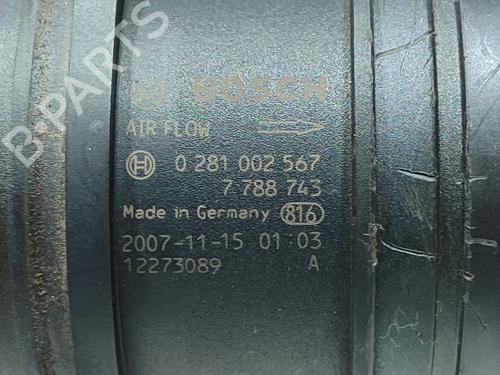 B-PARTS
BOSCH
AIR FLOW
0 281 002 567
7 788 743
Made in Germany 816
2007-11-15 01:03
12273089 A